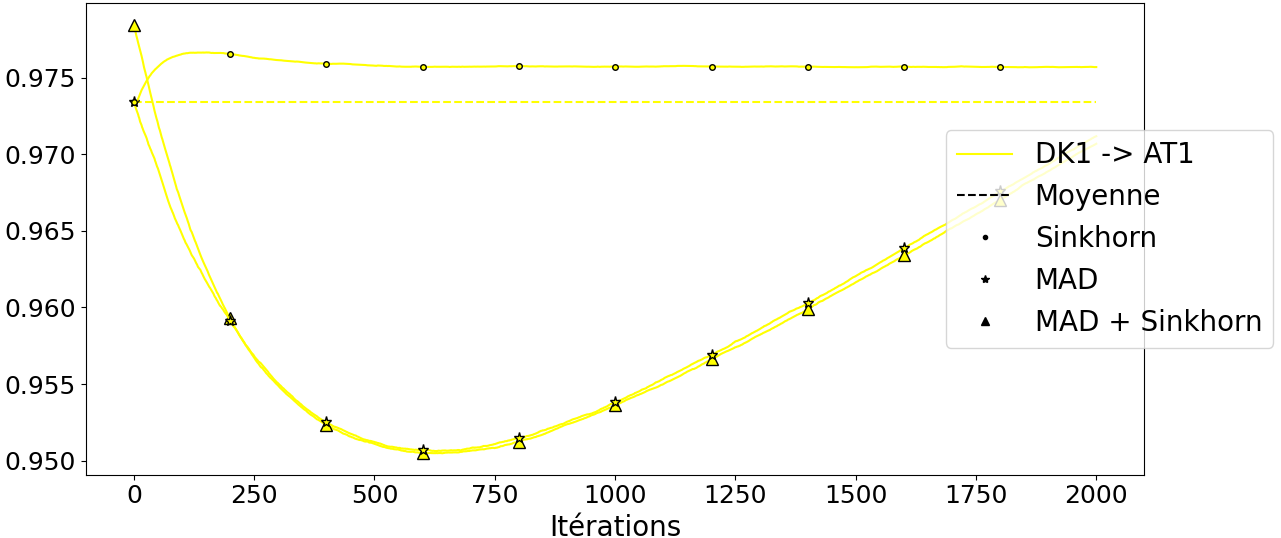 0.975
0.970
0.965
0.960
0.955
0.950
0 250 500 750 1000 1250 1500 1750 2000
Itérations
DK1 -> AT1
Moyenne
Sinkhorn
MAD
MAD + Sinkhorn